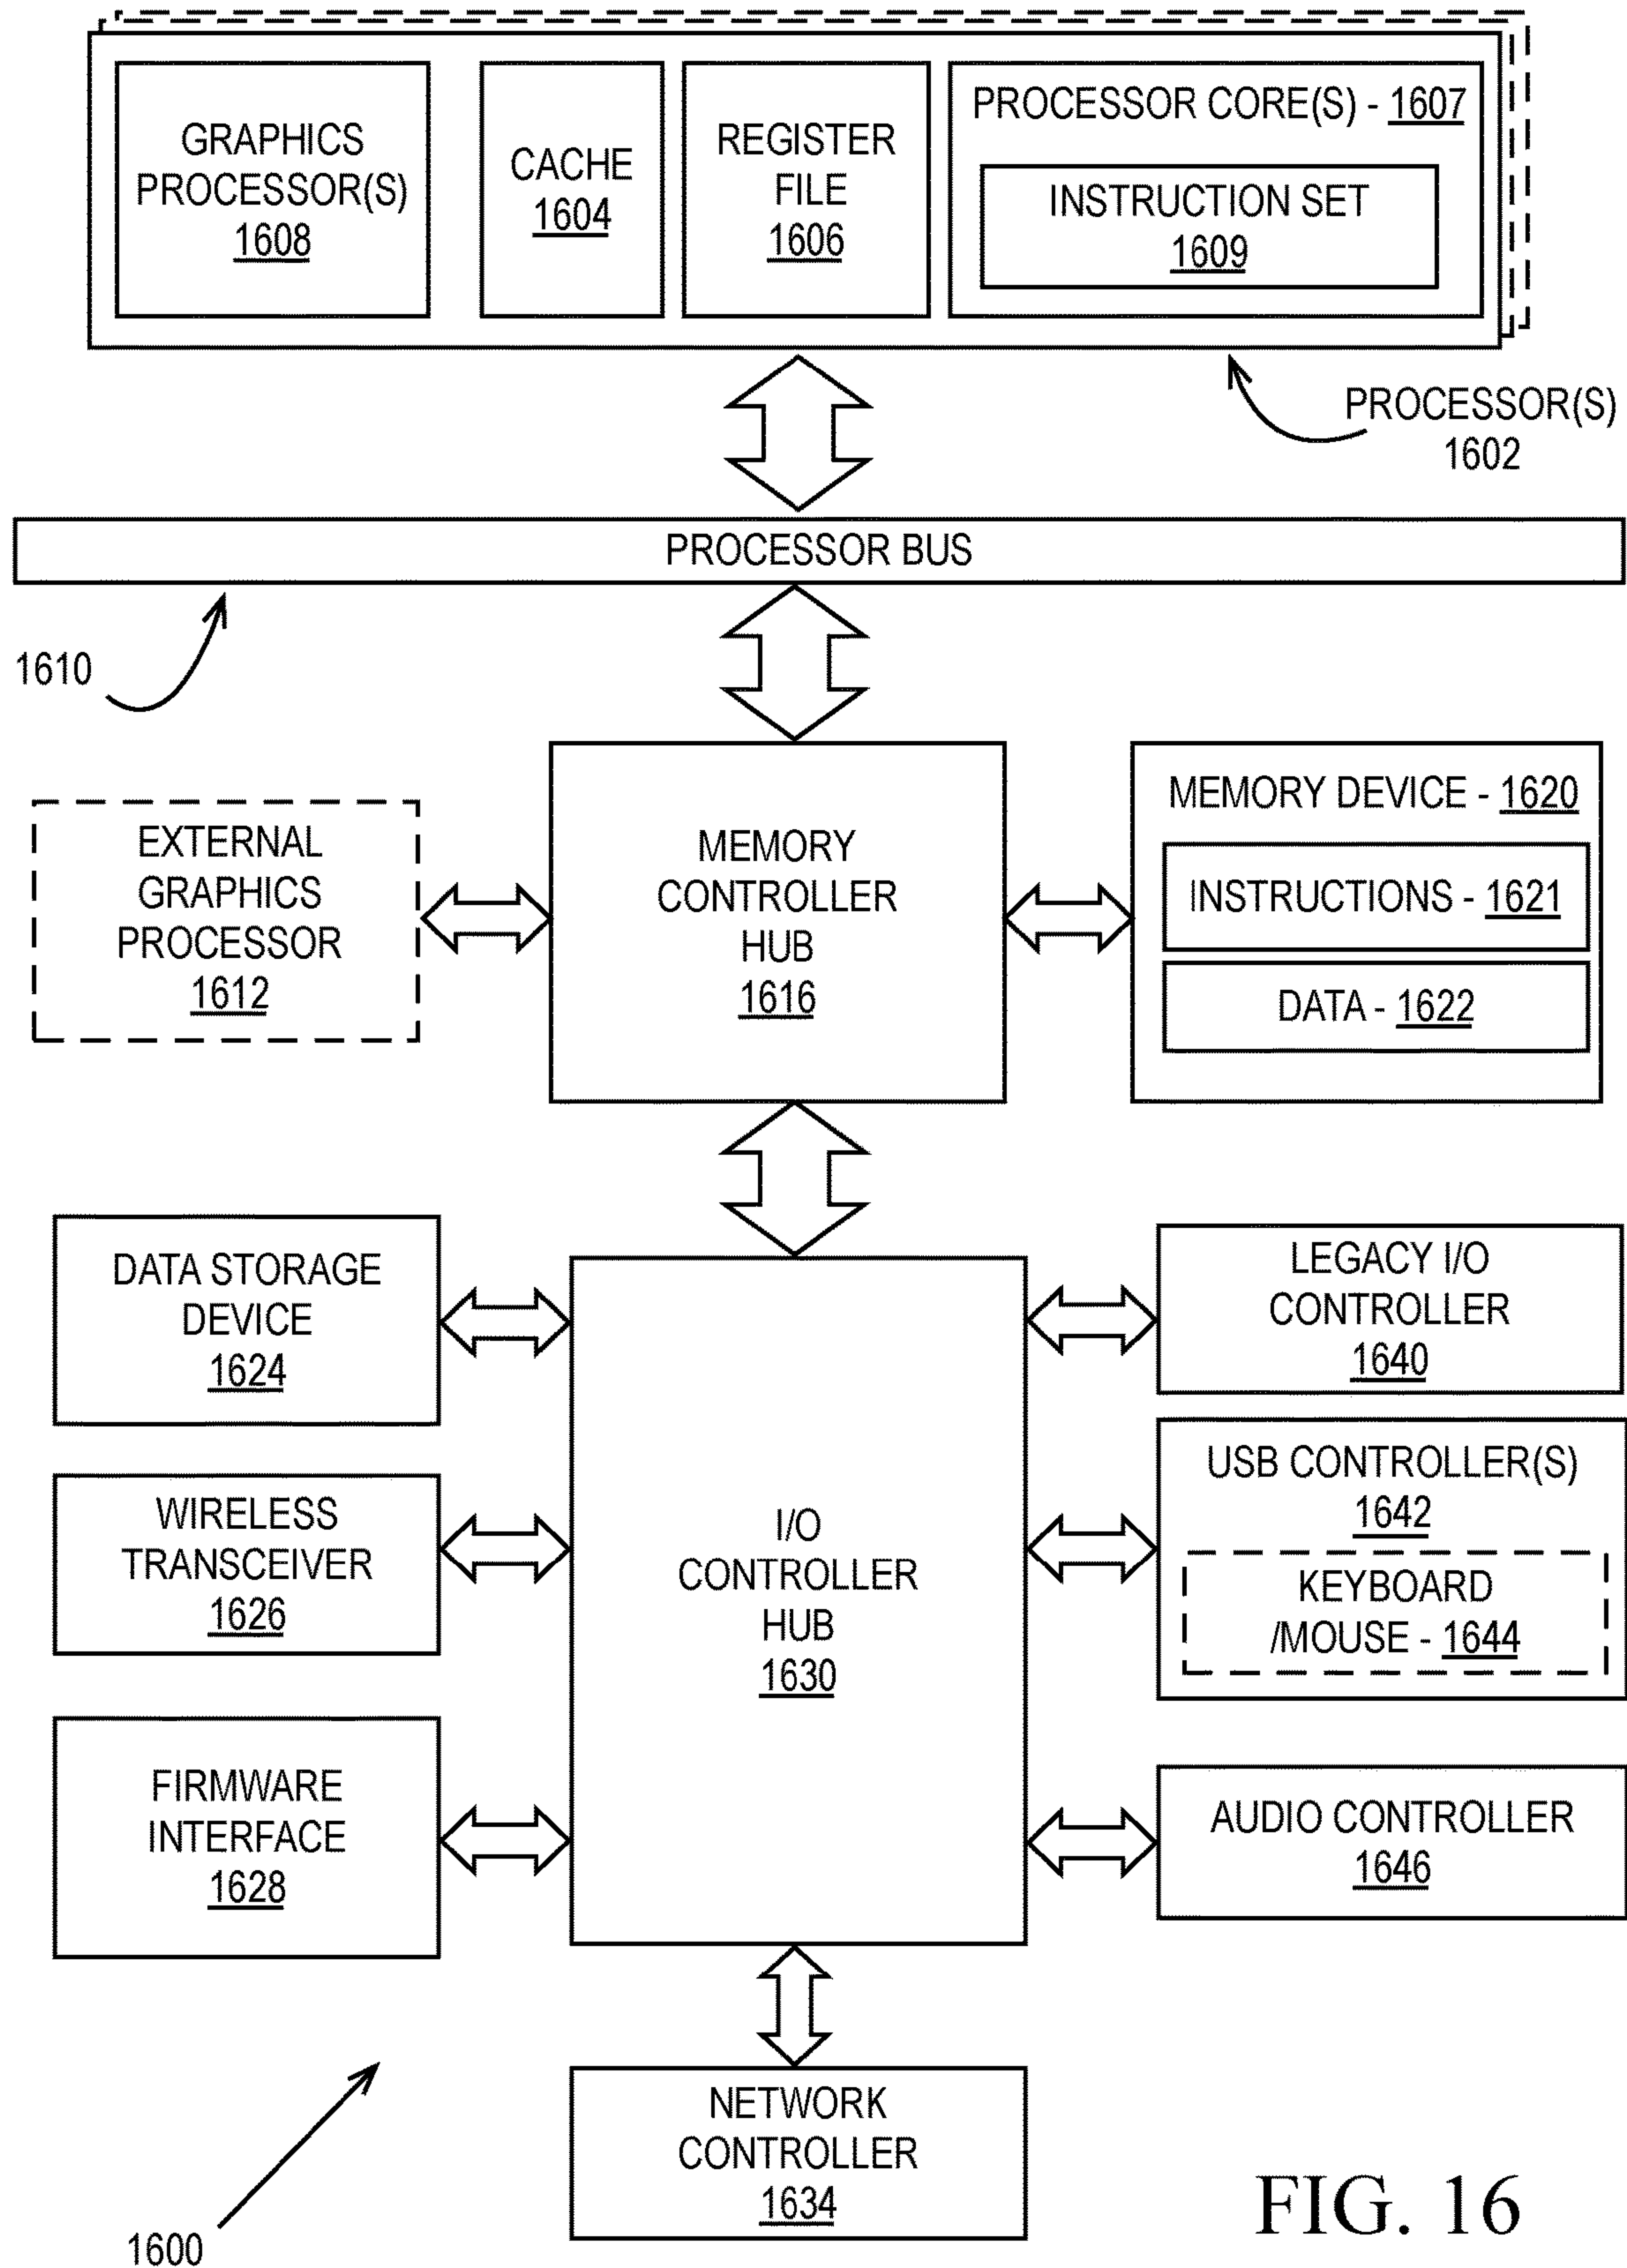 GRAPHICS
PROCESSOR(S)
1608
CACHE
1604
REGISTER
FILE
1606
PROCESSOR CORE(S) - 1607
INSTRUCTION SET
1609
PROCESSOR(S)
1602
PROCESSOR BUS
1610
EXTERNAL
GRAPHICS
PROCESSOR
1612
MEMORY
CONTROLLER
HUB
1616
MEMORY DEVICE - 1620
INSTRUCTIONS - 1621
DATA - 1622
DATA STORAGE
DEVICE
1624
WIRELESS
TRANSCEIVER
1626
FIRMWARE
INTERFACE
1628
I/O
CONTROLLER
HUB
1630
LEGACY I/O
CONTROLLER
1640
USB CONTROLLER(S)
1642
KEYBOARD
/MOUSE - 1644
AUDIO CONTROLLER
1646
NETWORK
CONTROLLER
1634
1600
FIG. 16